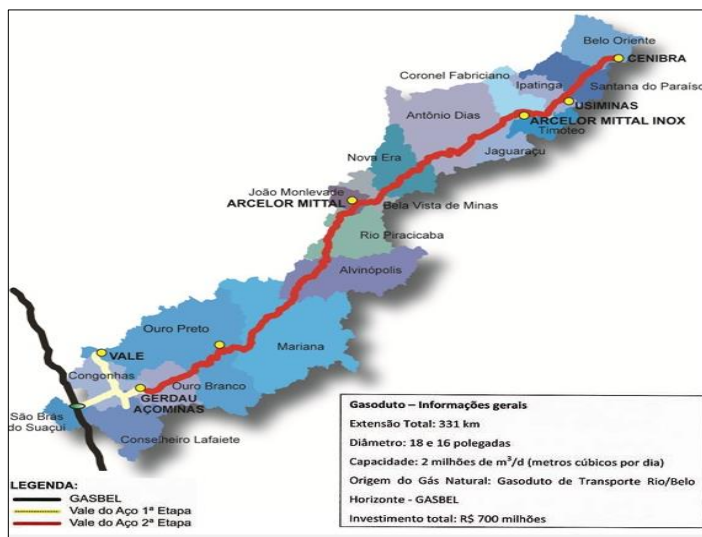 Belo Oriente
CENIBRA
Coronel Fabriciano
Ipatinga
Santana do Paraíso
USIMINAS
Antônio Dias
ARCELOR MITTAL INOX
Timóteo
Jaguaraçu
Nova Era
João Monlevade
ARCELOR MITTAL
Bela Vista de Minas
Rio Piracicaba
Alvinópolis
Ouro Preto
VALE
Mariana
Congonhas
Ouro Branco
GERDAU
AÇOMINAS
São Brás
do Suaçuí
Conselheiro Lafaiete
Gasoduto – Informações gerais
Extensão Total: 331 km
Diâmetro: 18 e 16 polegadas
Capacidade: 2 milhões de m³/d (metros cúbicos por dia)
Origem do Gás Natural: Gasoduto de Transporte Rio/Belo
Horizonte - GASBEL
Investimento total: R$ 700 milhões
LEGENDA:
GASBEL
Vale do Aço 1ª Etapa
Vale do Aço 2ª Etapa